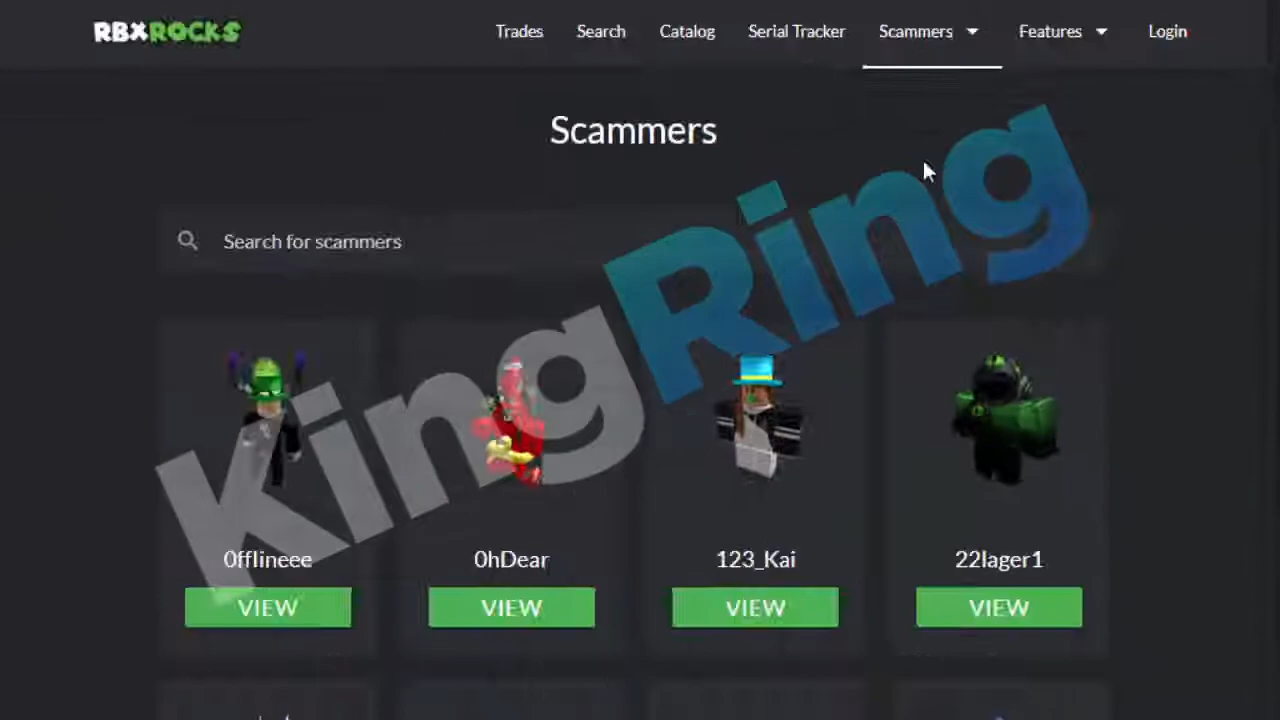 RBXROCKS
Trades Search Catalog Serial Tracker Scammers Features Login
Scammers
Search for scammers
KingRing
0fflineee 0hDear 123_Kai 22lager1
VIEW VIEW VIEW VIEW